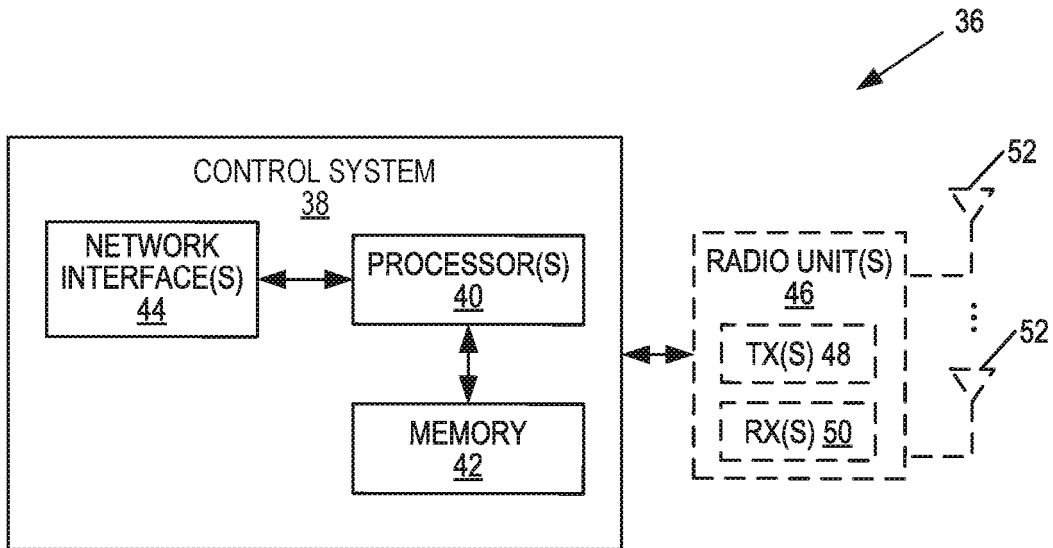 36
CONTROL SYSTEM
38
NETWORK
INTERFACE(S)
44
PROCESSOR(S)
40
MEMORY
42
RADIO UNIT(S)
46
TX(S) 48
RX(S) 50
52
52